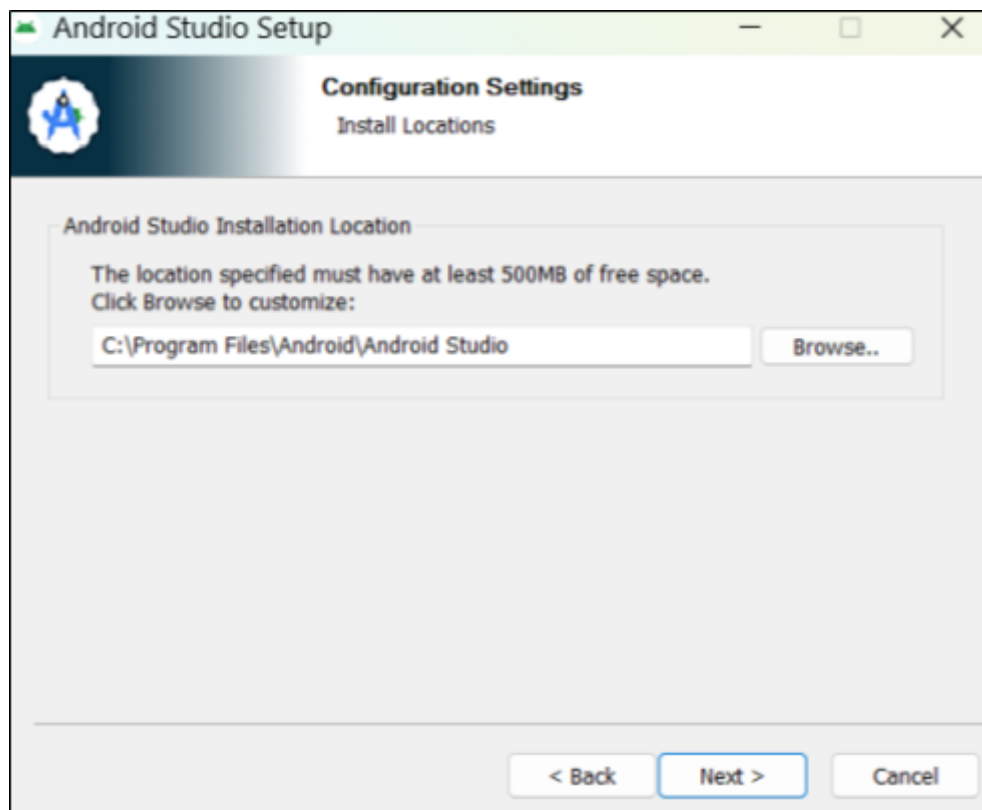 Android Studio Setup
Configuration Settings
Install Locations
Android Studio Installation Location
The location specified must have at least 500MB of free space.
Click Browse to customize:
C:\Program Files\Android\Android Studio
Browse..
< Back
Next >
Cancel